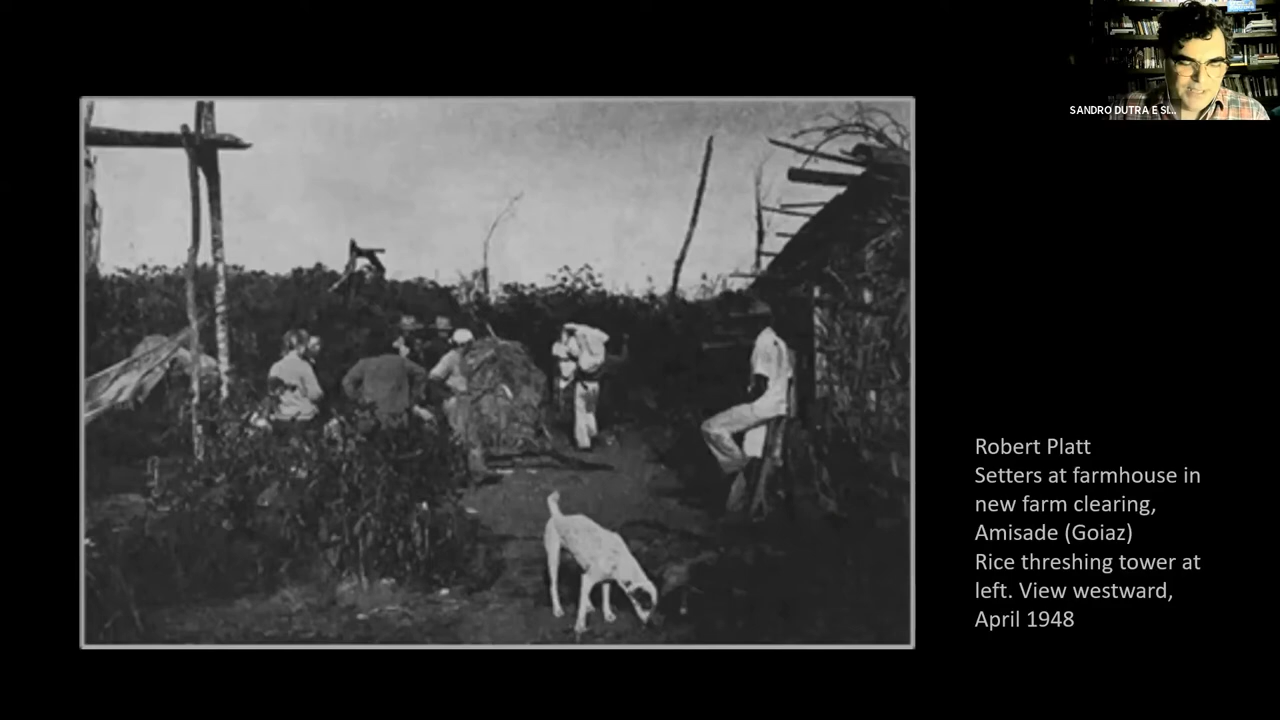 SANDRO DUTRA E SI...
Robert Platt
Setters at farmhouse in
new farm clearing,
Amisade (Goiaz)
Rice threshing tower at
left. View westward,
April 1948